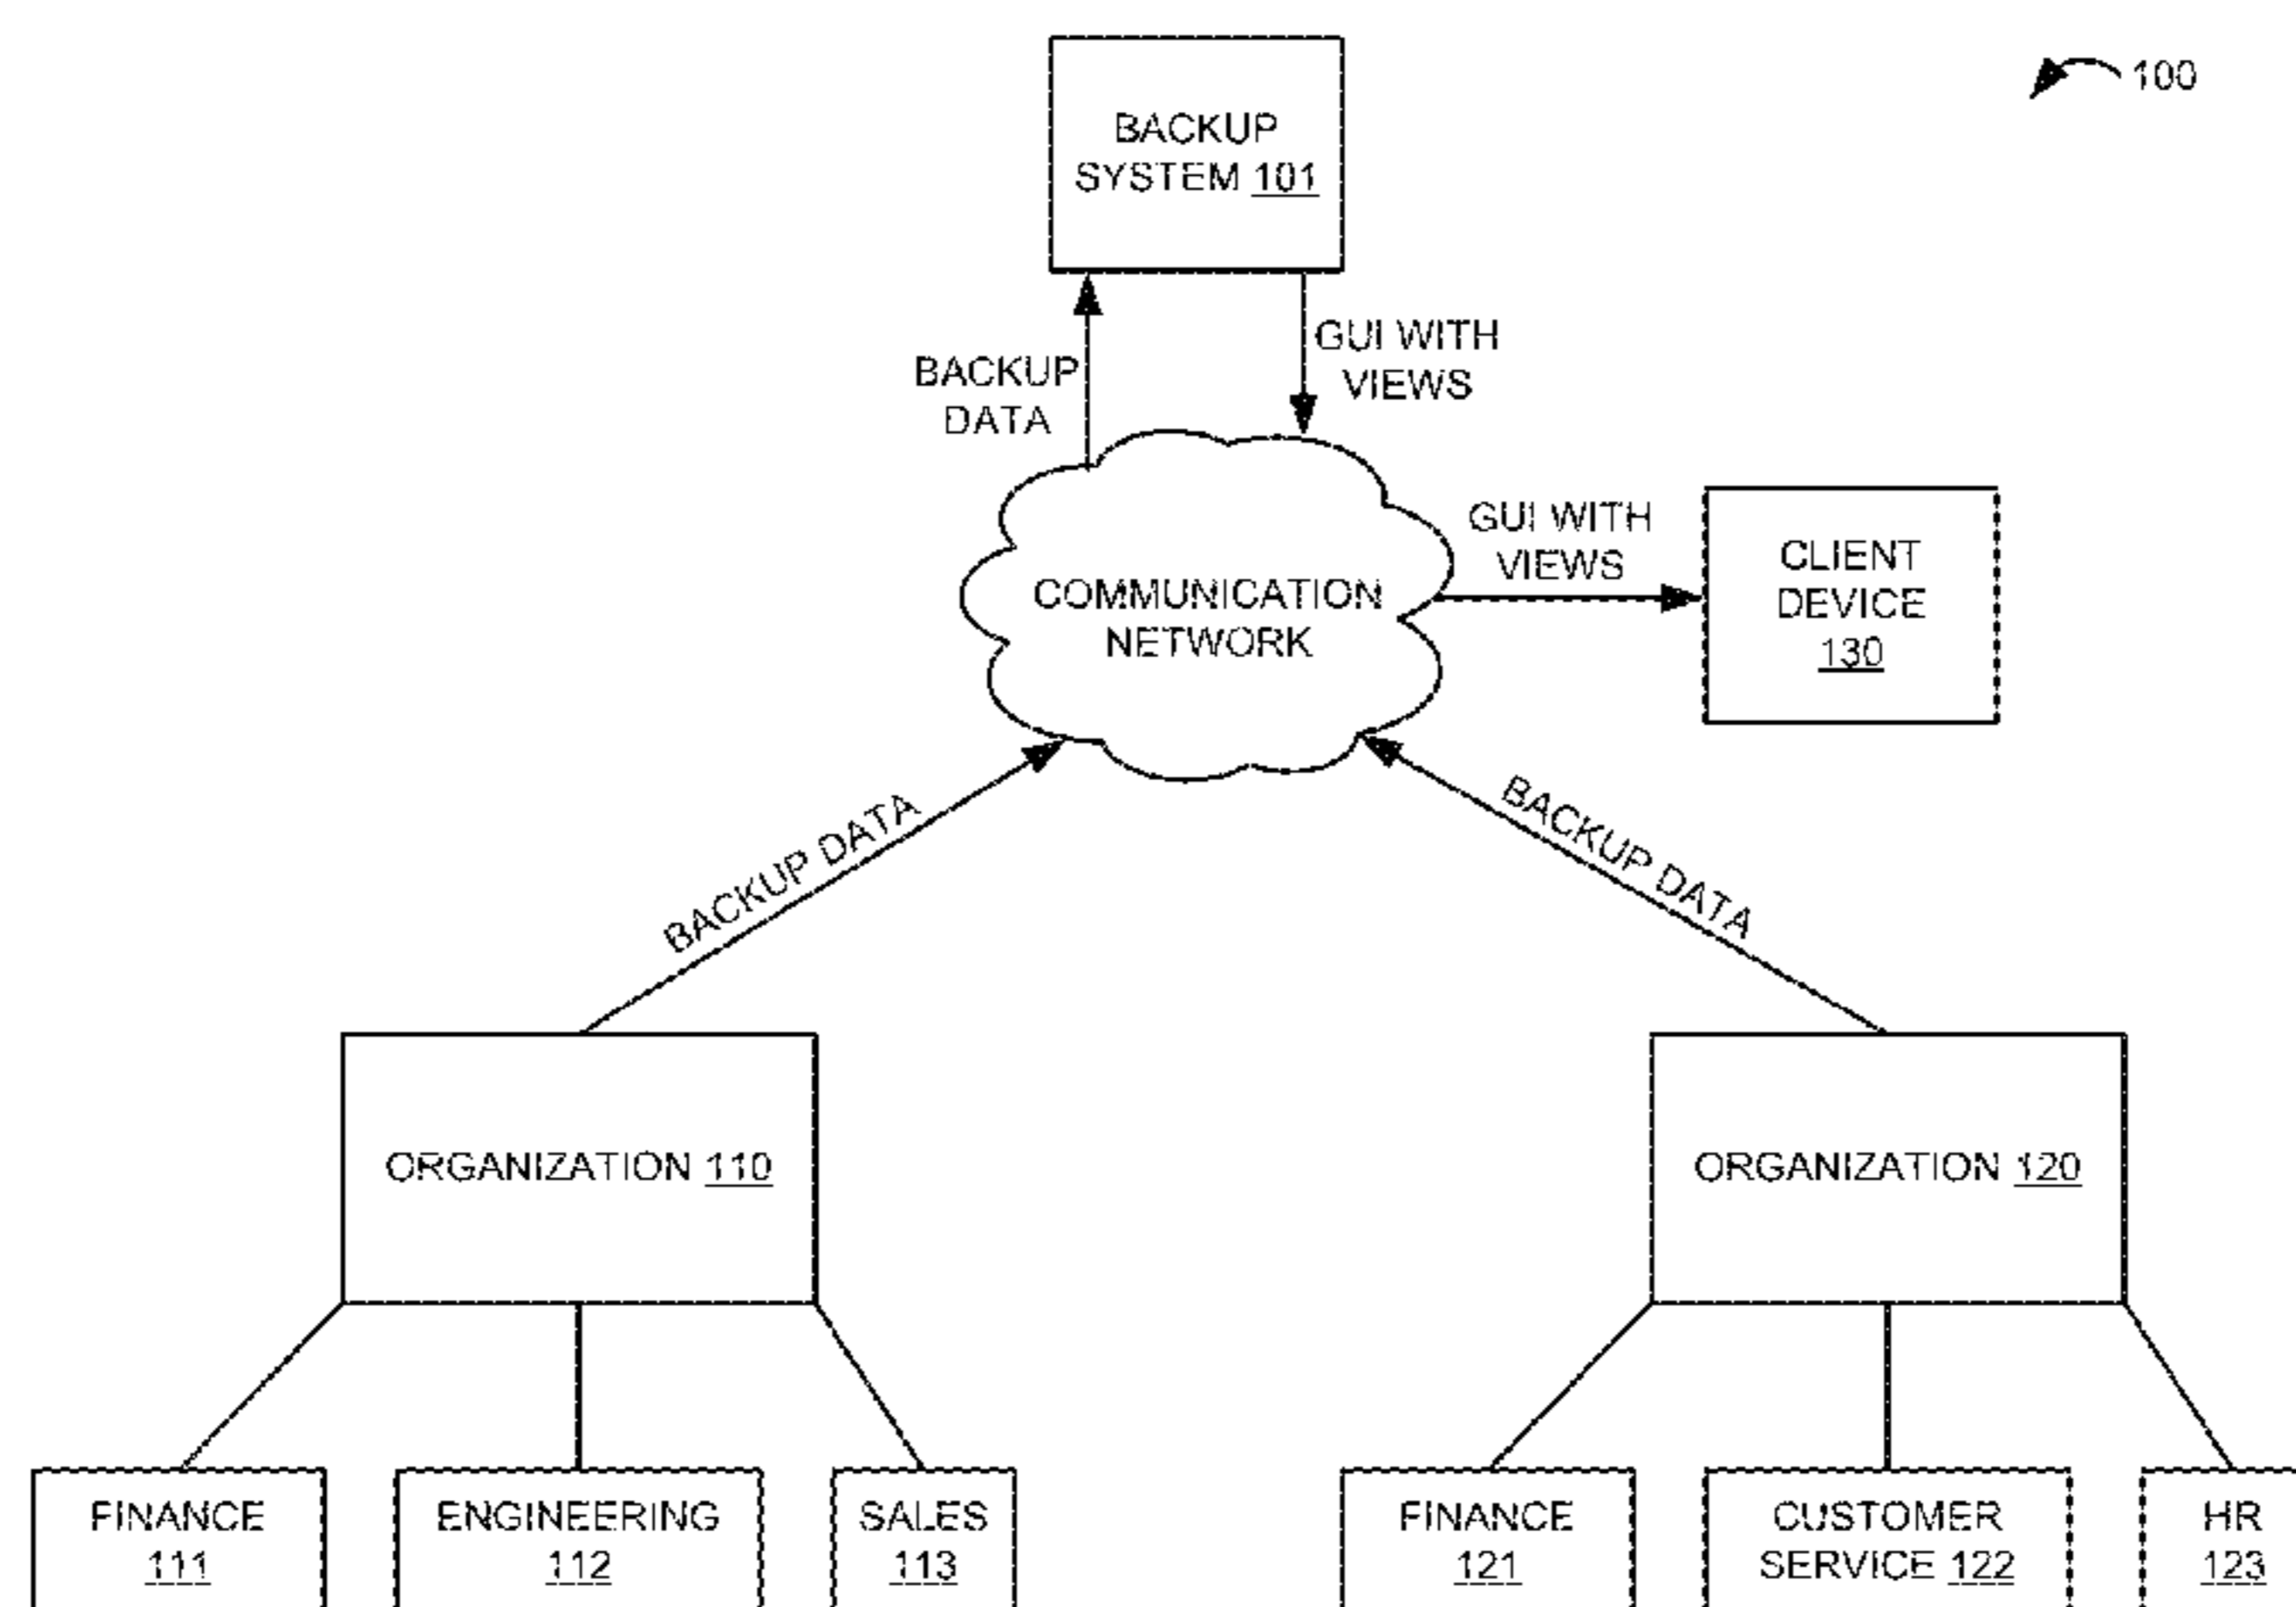 100
BACKUP
SYSTEM 101
BACKUP
DATA
GUI WITH
VIEWS
GUI WITH
VIEWS
COMMUNICATION
NETWORK
CLIENT
DEVICE
130
BACKUP DATA
BACKUP DATA
ORGANIZATION 110
ORGANIZATION 120
FINANCE
111
ENGINEERING
112
SALES
113
FINANCE
121
CUSTOMER
SERVICE 122
HR
123